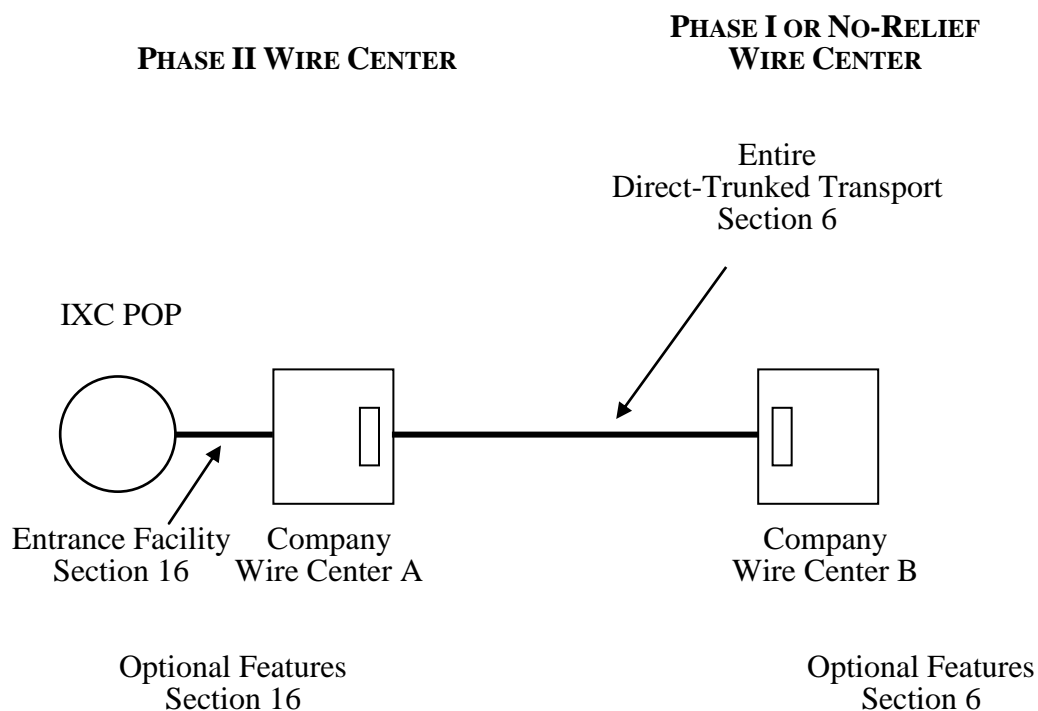 PHASE II WIRE CENTER
PHASE I OR NO-RELIEF
WIRE CENTER
Entire
Direct-Trunked Transport
Section 6
IXC POP
Entrance Facility
Section 16
Company
Wire Center A
Company
Wire Center B
Optional Features
Section 16
Optional Features
Section 6